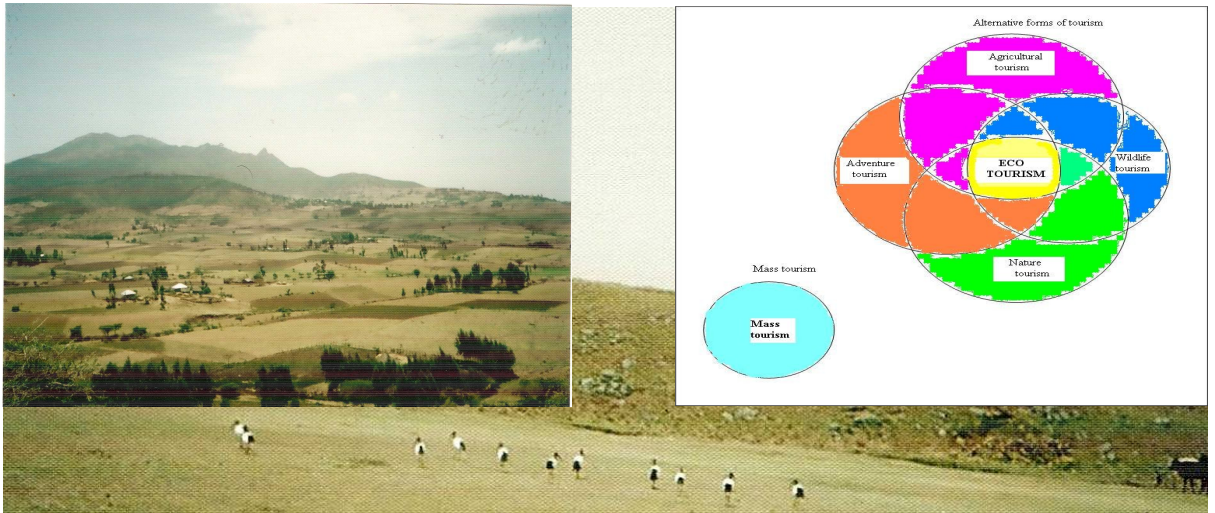 Alternative forms of tourism
Agricultural
tourism
Adventure
tourism
ECO
TOURISM
Wildlife
tourism
Nature
tourism
Mass tourism
Mass
tourism